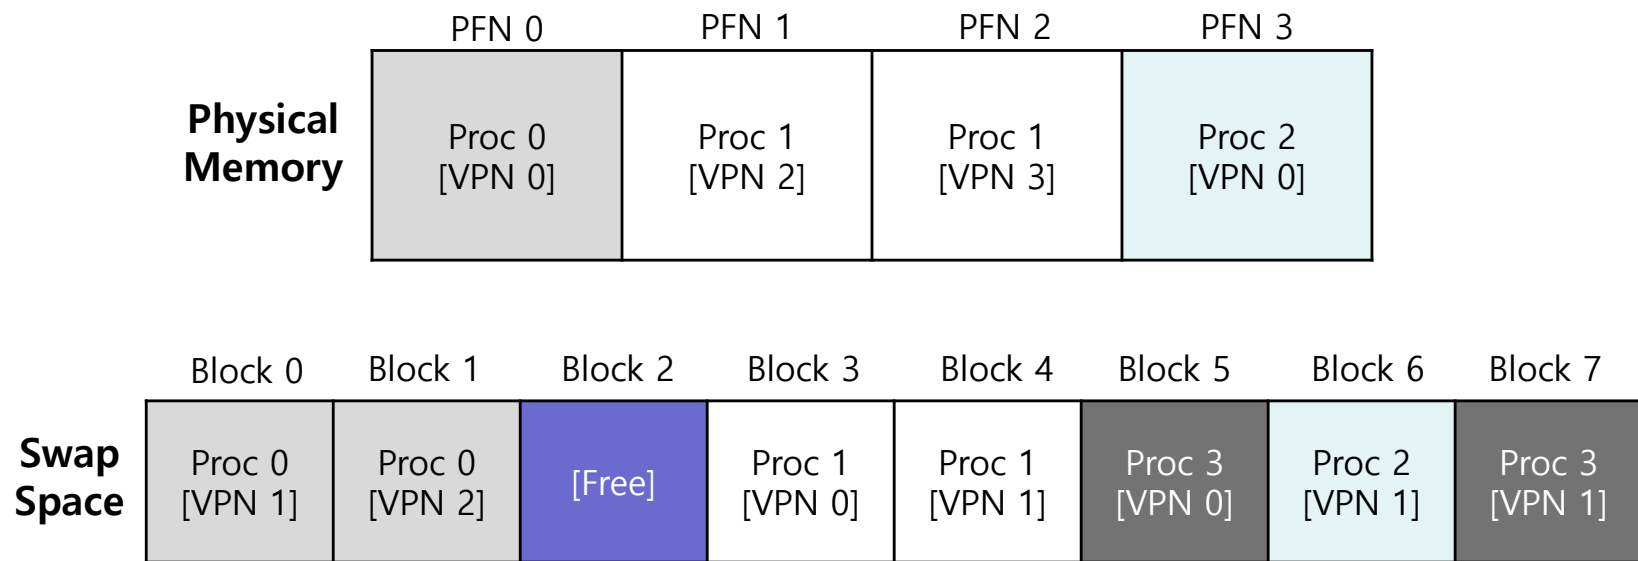 PFN 0 PFN 1 PFN 2 PFN 3
Physical
Memory
Proc 0
[VPN 0]
Proc 1
[VPN 2]
Proc 1
[VPN 3]
Proc 2
[VPN 0]
Block 0 Block 1 Block 2 Block 3 Block 4 Block 5 Block 6 Block 7
Swap
Space
Proc 0
[VPN 1]
Proc 0
[VPN 2]
[Free]
Proc 1
[VPN 0]
Proc 1
[VPN 1]
Proc 3
[VPN 0]
Proc 2
[VPN 1]
Proc 3
[VPN 1]